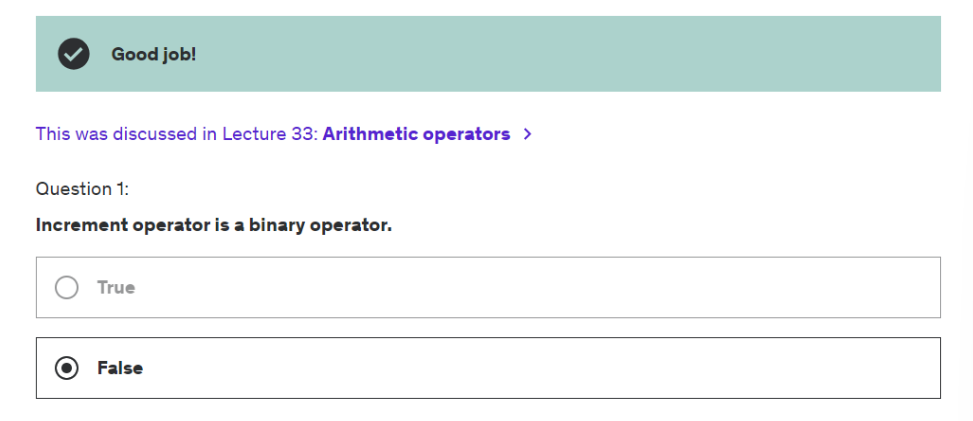 Good job!
This was discussed in Lecture 33: Arithmetic operators >
Question 1:
Increment operator is a binary operator.
True
False